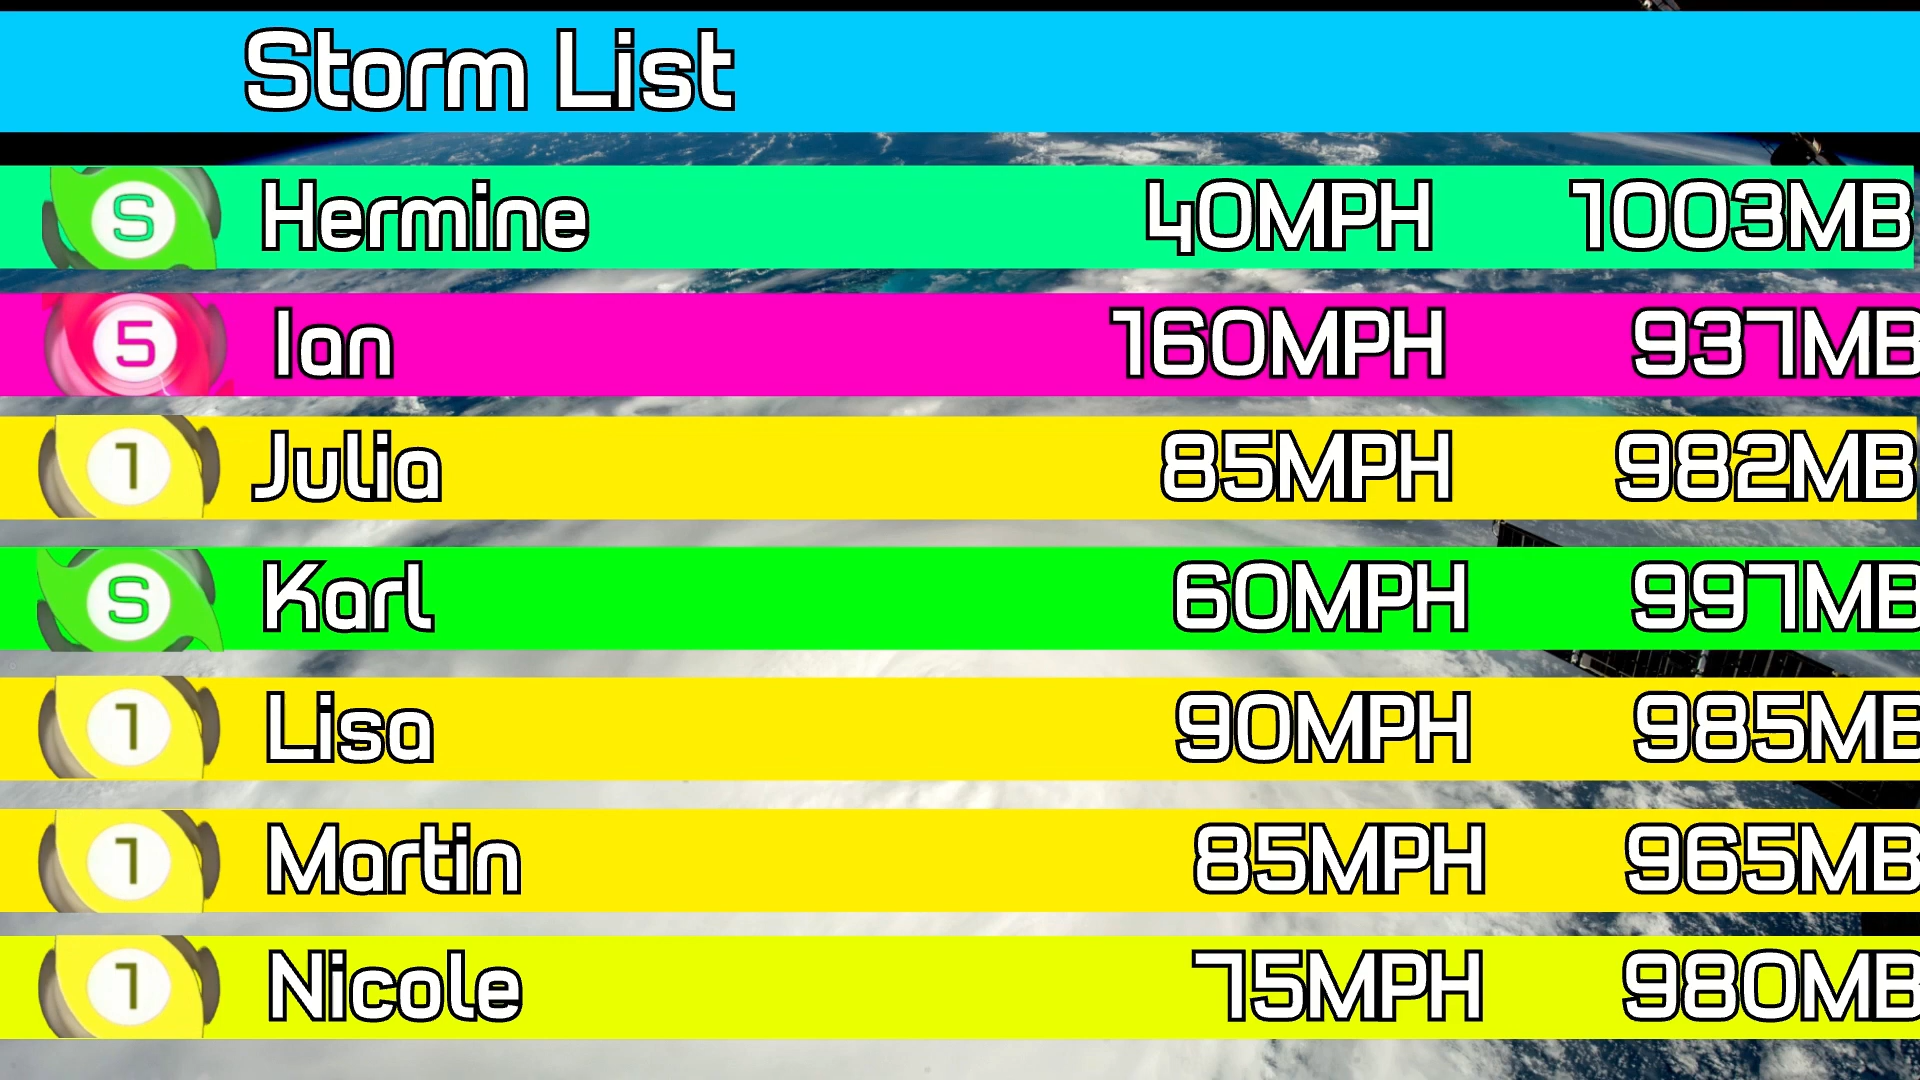 Storm List
S Hermine 40MPH 1003MB
5 Ian 160MPH 937MB
1 Julia 85MPH 982MB
S Karl 60MPH 997MB
1 Lisa 90MPH 985MB
1 Martin 85MPH 965MB
1 Nicole 75MPH 980MB